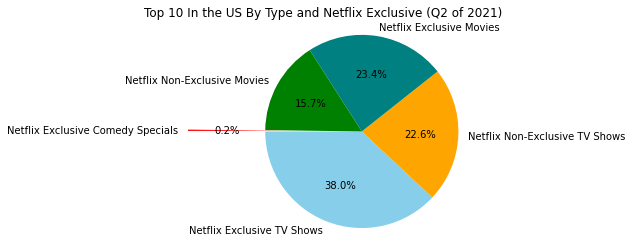 Top 10 In the US By Type and Netflix Exclusive (Q2 of 2021)
Netflix Exclusive Movies
23.4%
Netflix Non-Exclusive Movies
15.7%
Netflix Exclusive Comedy Specials
0.2%
22.6%
Netflix Non-Exclusive TV Shows
38.0%
Netflix Exclusive TV Shows